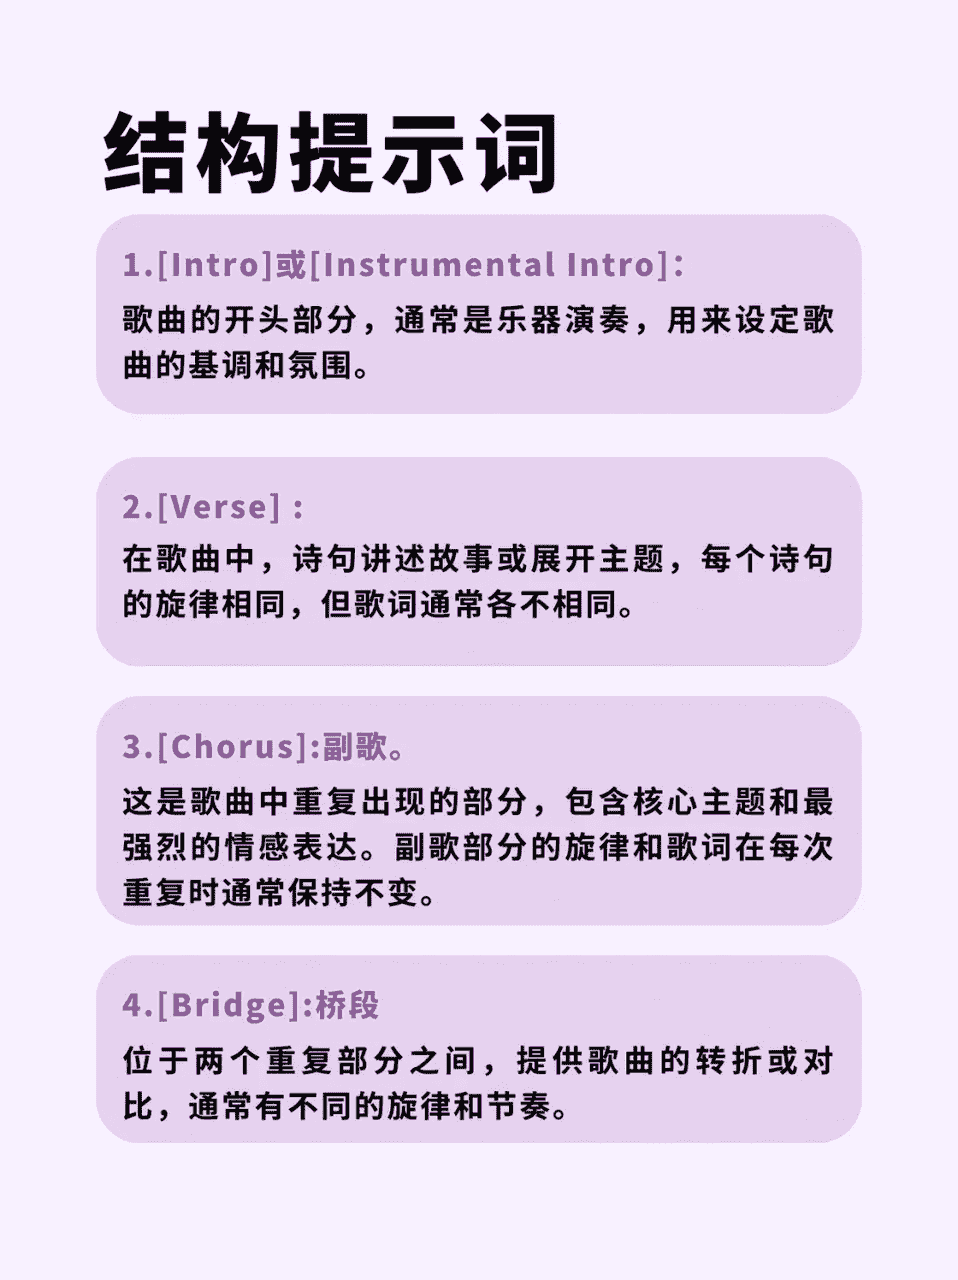 结构提示词
1.[Intro]或[Instrumental Intro]：
歌曲的开头部分，通常是乐器演奏，用来设定歌
曲的基调和氛围。
2.[Verse] :
在歌曲中，诗句讲述故事或展开主题，每个诗句
的旋律相同，但歌词通常各不相同。
3.[Chorus]:副歌。
这是歌曲中重复出现的部分，包含核心主题和最
强烈的情感表达。副歌部分的旋律和歌词在每次
重复时通常保持不变。
4.[Bridge]:桥段
位于两个重复部分之间，提供歌曲的转折或对
比，通常有不同的旋律和节奏。